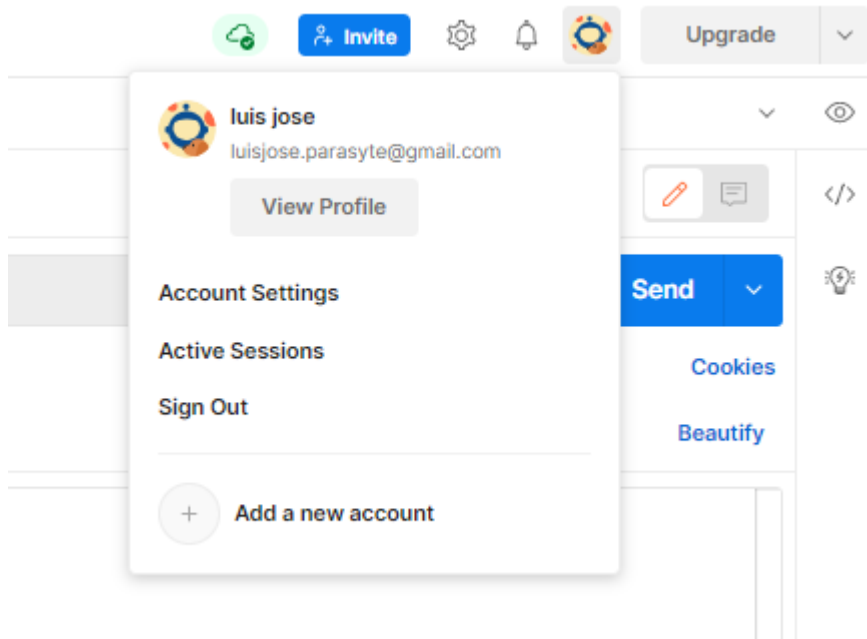 Invite
Upgrade
luis jose
luisjose.parasyte@gmail.com
View Profile
</>
Account Settings
Send
Active Sessions
Cookies
Sign Out
Beautify
+ Add a new account